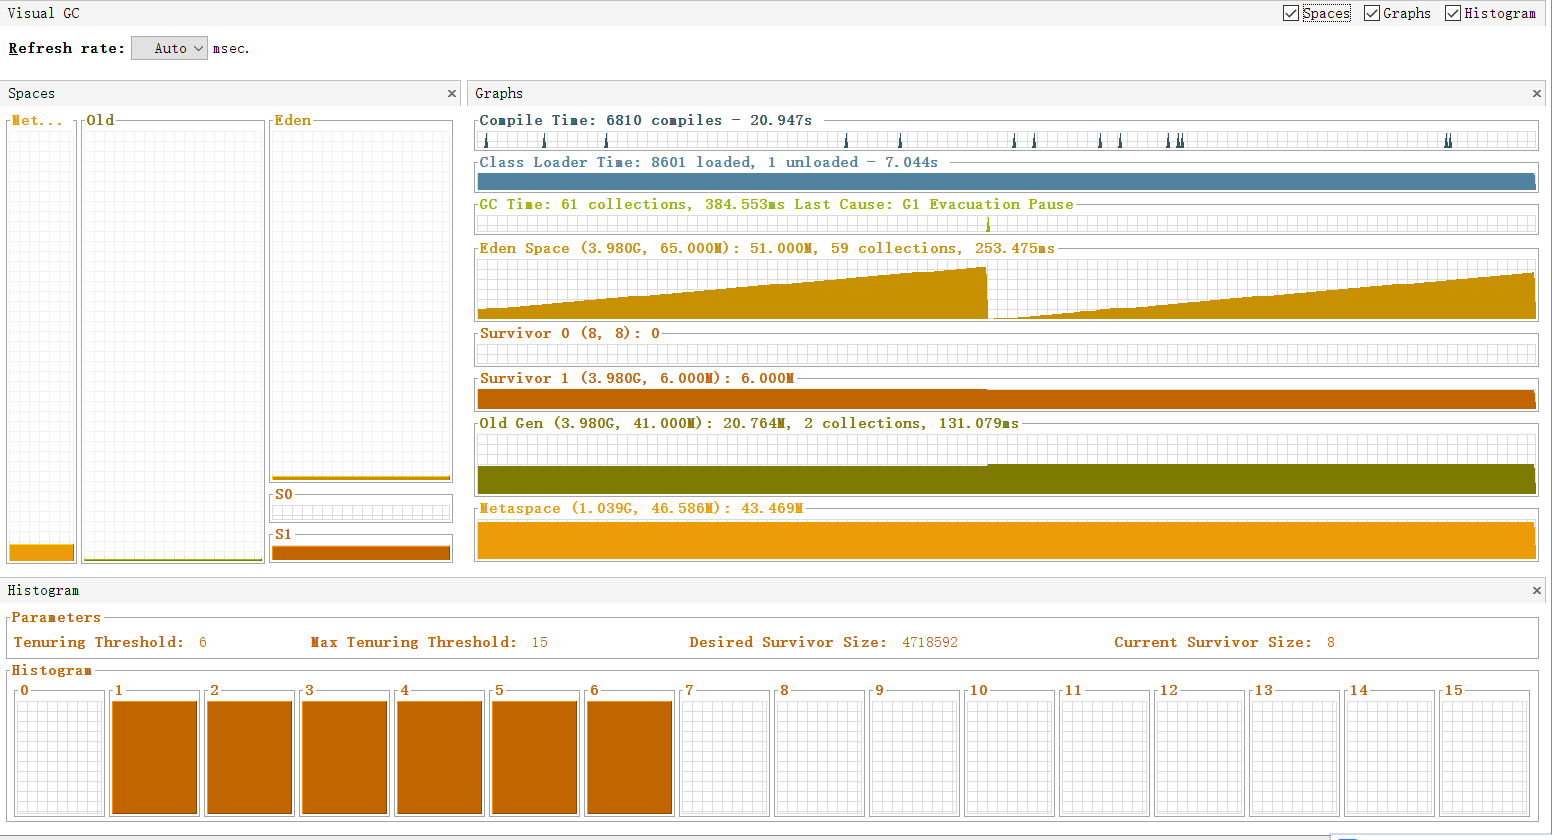 Visual GC
Spaces Graphs Histogram
Refresh rate: Auto msec.
Spaces
Graphs
Met... Old Eden
S0
S1
Compile Time: 6810 compiles - 20.947s
Class Loader Time: 8601 loaded, 1 unloaded - 7.044s
GC Time: 61 collections, 384.553ms Last Cause: G1 Evacuation Pause
Eden Space (3.980G, 65.000M): 51.000M, 59 collections, 253.475ms
Survivor 0 (8, 8): 0
Survivor 1 (3.980G, 6.000M): 6.000M
Old Gen (3.980G, 41.000M): 20.764M, 2 collections, 131.079ms
Metaspace (1.039G, 46.586M): 43.469M
Histogram
Parameters
Tenuring Threshold: 6 Max Tenuring Threshold: 15 Desired Survivor Size: 4718592 Current Survivor Size: 8
Histogram
0 1 2 3 4 5 6 7 8 9 10 11 12 13 14 15